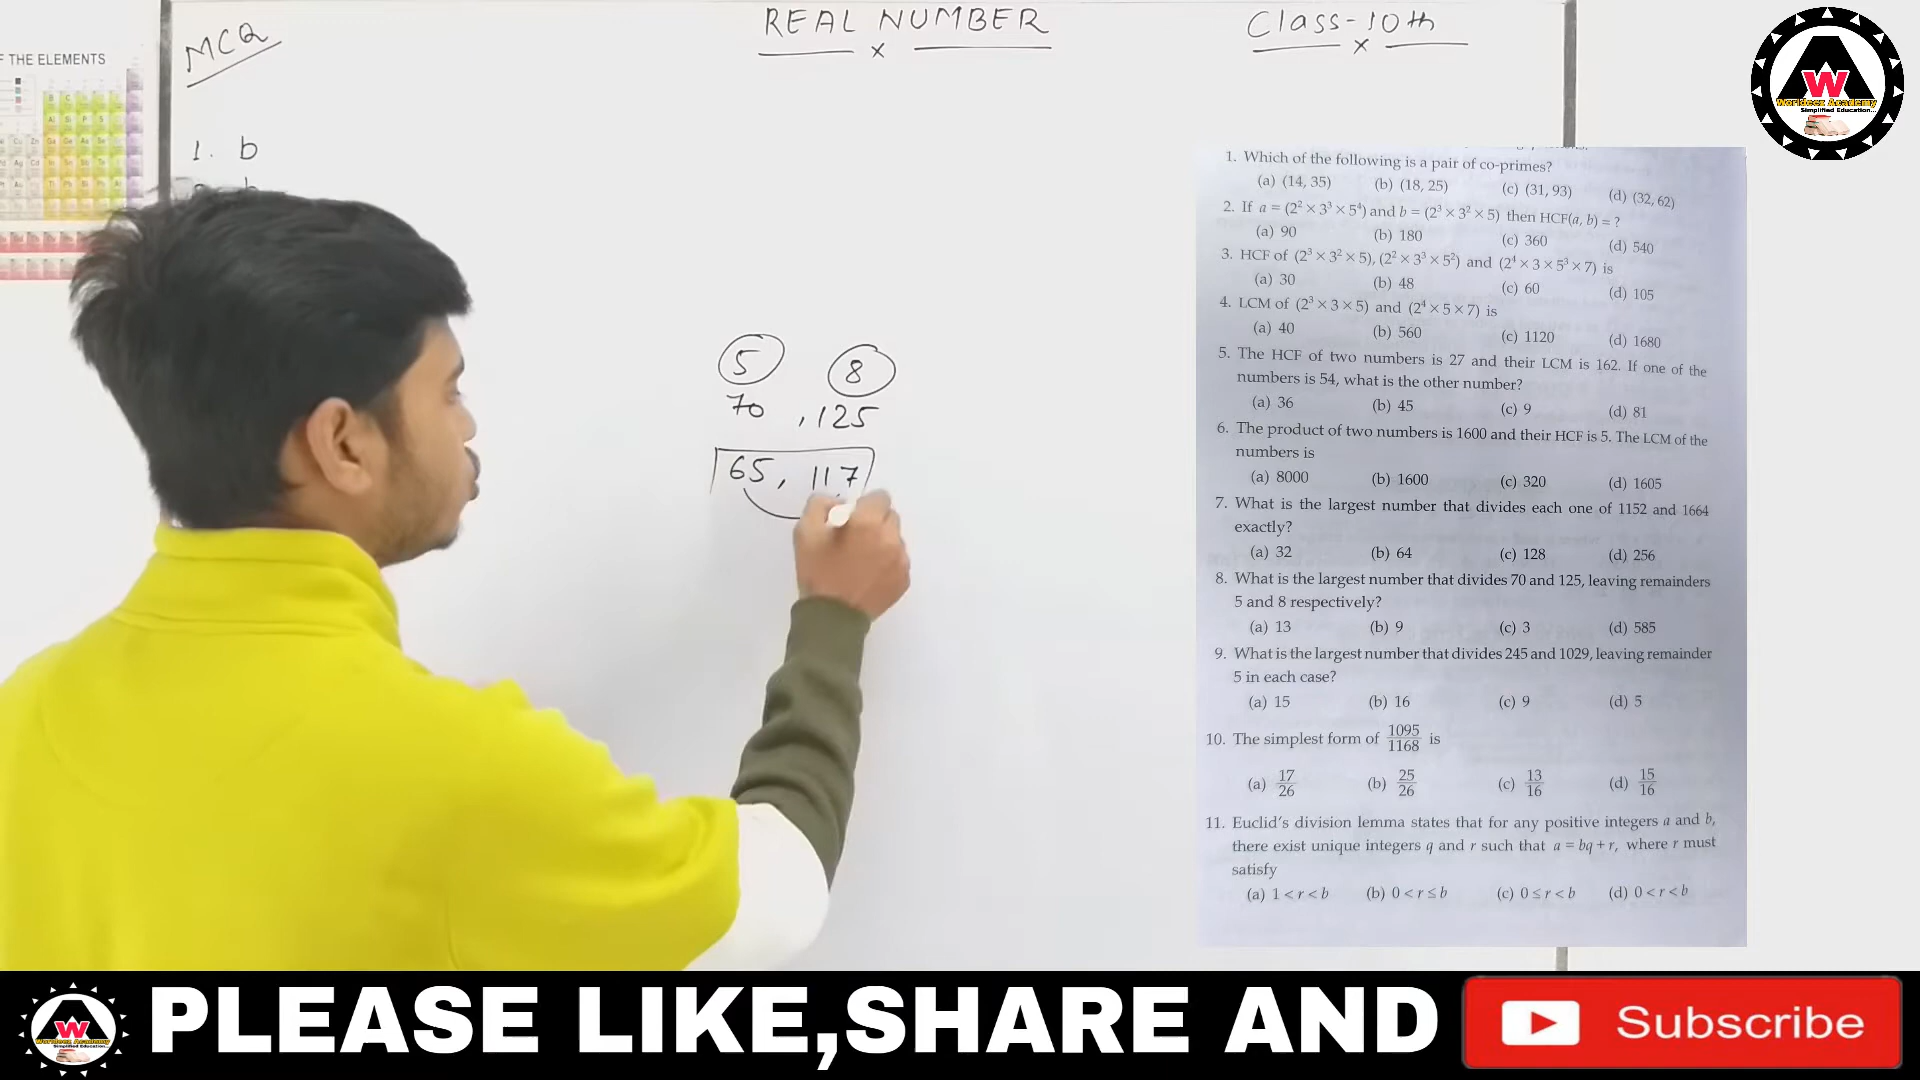 REAL NUMBER
Class-10th
MCQ
THE ELEMENTS
1. b
5 8
70 , 125
65, 117
W
Worldeez Academy
Simplified Education...
1. Which of the following is a pair of co-primes?
(a) (14, 35) (b) (18, 25) (c) (31, 93) (d) (32, 62)
2. If a = (2² × 3³ × 5⁴) and b = (2³ × 3² × 5) then HCF(a, b) = ?
(a) 90 (b) 180 (c) 360 (d) 540
3. HCF of (2³ × 3² × 5), (2² × 3³ × 5²) and (2⁴ × 3 × 5³ × 7) is
(a) 30 (b) 48 (c) 60 (d) 105
4. LCM of (2³ × 3 × 5) and (2⁴ × 5 × 7) is
(a) 40 (b) 560 (c) 1120 (d) 1680
5. The HCF of two numbers is 27 and their LCM is 162. If one of the
numbers is 54, what is the other number?
(a) 36 (b) 45 (c) 9 (d) 81
6. The product of two numbers is 1600 and their HCF is 5. The LCM of the
numbers is
(a) 8000 (b) 1600 (c) 320 (d) 1605
7. What is the largest number that divides each one of 1152 and 1664
exactly?
(a) 32 (b) 64 (c) 128 (d) 256
8. What is the largest number that divides 70 and 125, leaving remainders
5 and 8 respectively?
(a) 13 (b) 9 (c) 3 (d) 585
9. What is the largest number that divides 245 and 1029, leaving remainder
5 in each case?
(a) 15 (b) 16 (c) 9 (d) 5
10. The simplest form of 1095/1168 is
(a) 17/26 (b) 25/26 (c) 13/16 (d) 15/16
11. Euclid's division lemma states that for any positive integers a and b,
there exist unique integers q and r such that a = bq + r, where r must
satisfy
(a) 1 < r < b (b) 0 < r ≤ b (c) 0 ≤ r < b (d) 0 < r < b
W
Worldeez Academy
Simplified Education...
PLEASE LIKE,SHARE AND
Subscribe